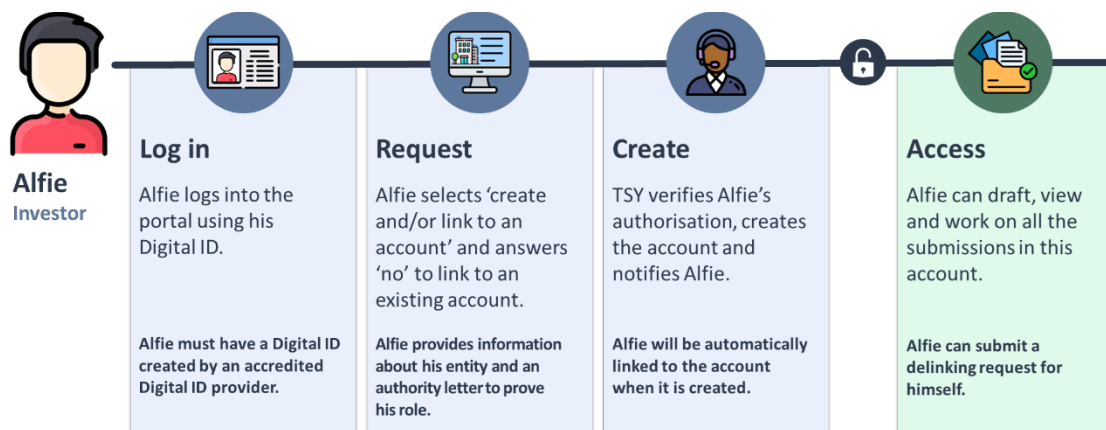 Alfie
Investor
Log in
Alfie logs into the
portal using his
Digital ID.
Alfie must have a Digital ID
created by an accredited
Digital ID provider.
Request
Alfie selects ‘create
and/or link to an
account’ and answers
‘no’ to link to an
existing account.
Alfie provides information
about his entity and an
authority letter to prove
his role.
Create
TSY verifies Alfie’s
authorisation, creates
the account and
notifies Alfie.
Alfie will be automatically
linked to the account
when it is created.
Access
Alfie can draft, view
and work on all the
submissions in this
account.
Alfie can submit a
delinking request for
himself.